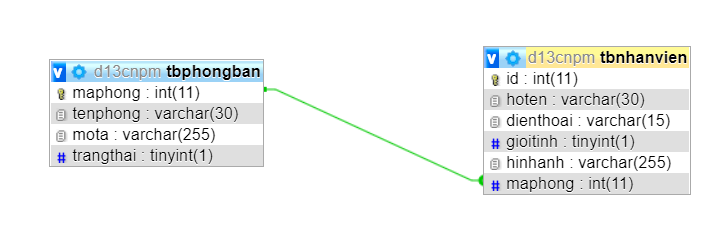 d13cnpm tbphongban
maphong : int(11)
tenphong : varchar(30)
mota : varchar(255)
trangthai : tinyint(1)
d13cnpm tbnhanvien
id : int(11)
hoten : varchar(30)
dienthoai : varchar(15)
gioitinh : tinyint(1)
hinhanh : varchar(255)
maphong : int(11)